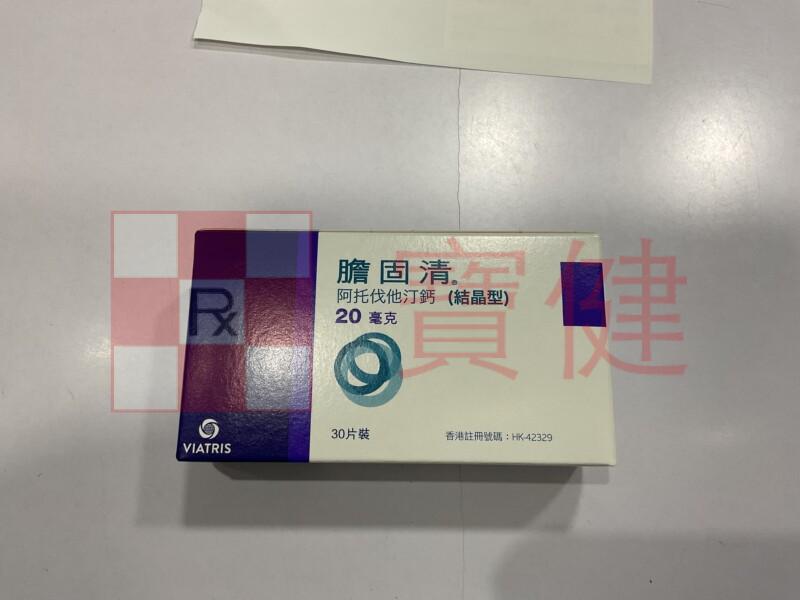 Rx
VIATRIS
膽固清®
阿托伐他汀鈣 (結晶型)
20 毫克
30片裝
香港註冊號碼：HK-42329
寶健